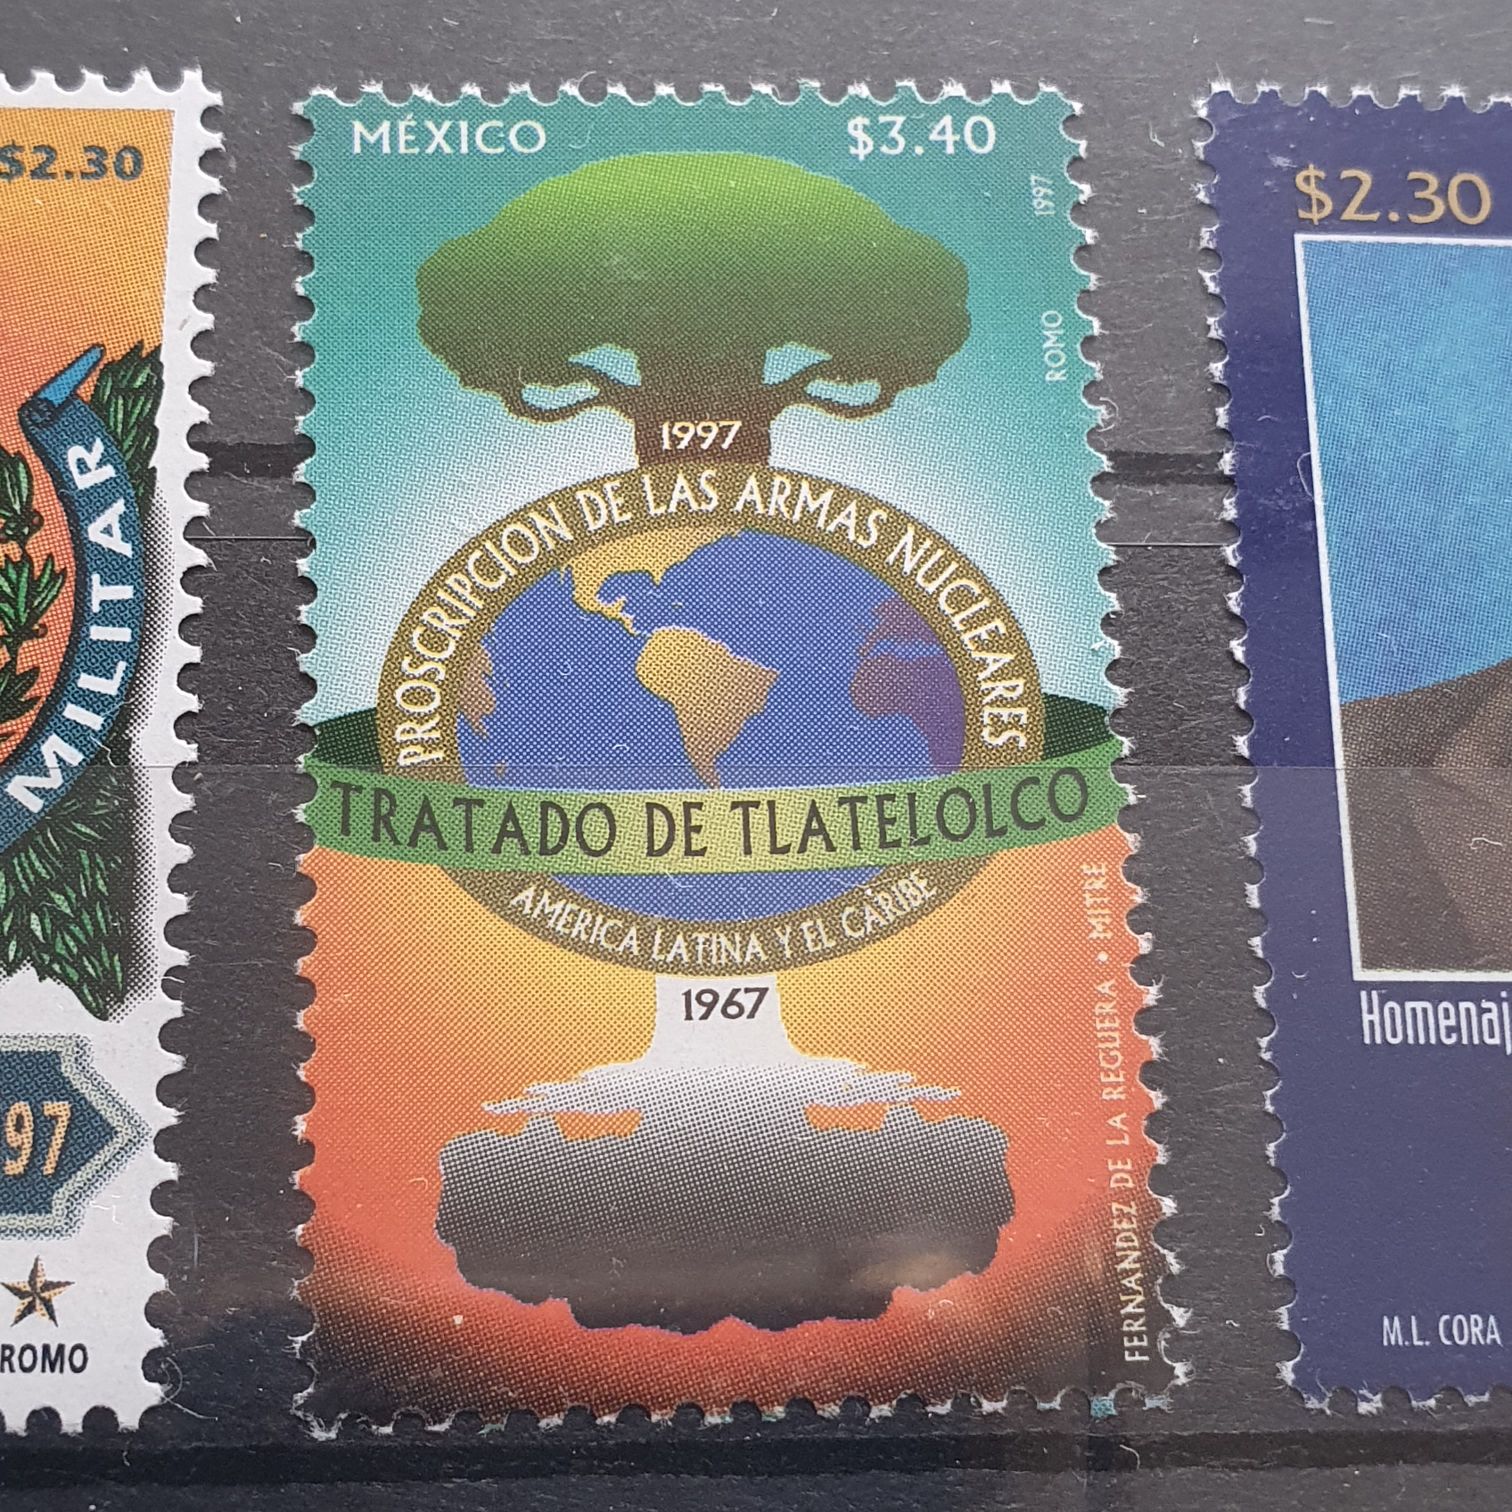 $2.30
MILITAR
97
ROMO
MÉXICO
$3.40
1997
ROMO
1997
PROSCRIPCION DE LAS ARMAS NUCLEARES
TRATADO DE TLATELOLCO
AMERICA LATINA Y EL CARIBE
1967
FERNANDEZ DE LA REGUERA · MITRE
$2.30
Homenaj
M.L. CORA